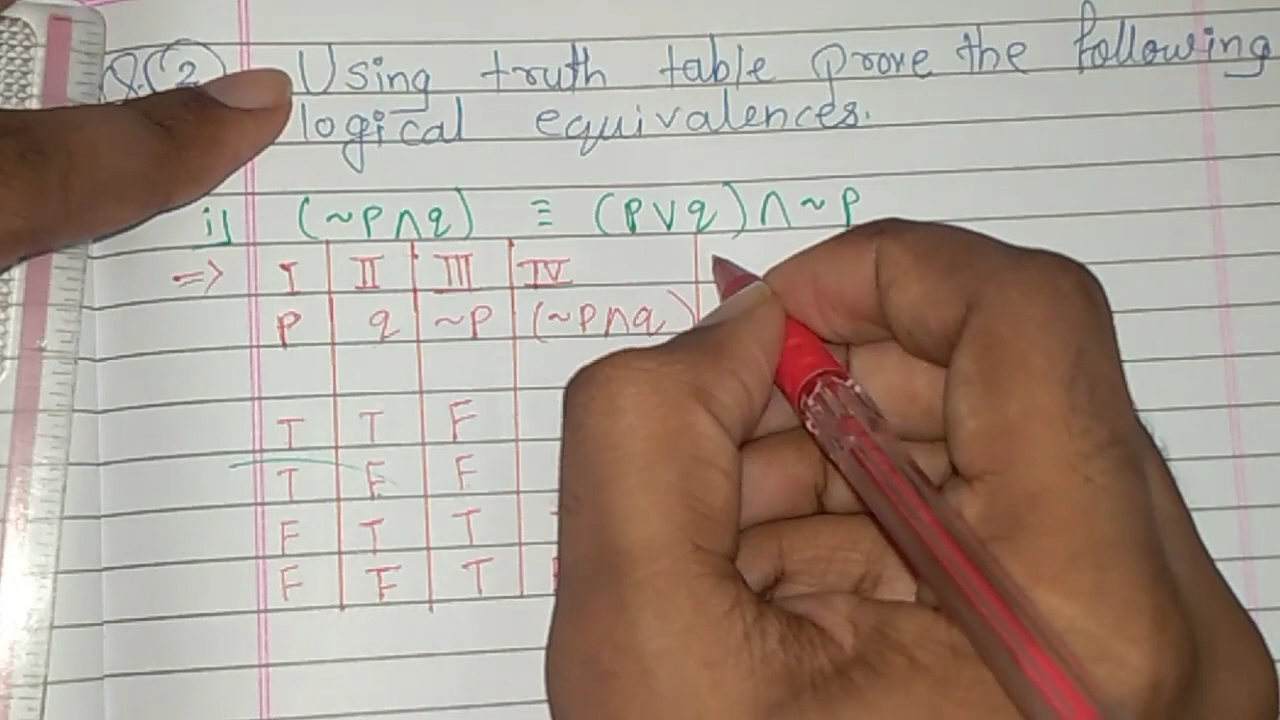 Q.(2) Using truth table prove the following
logical equivalences.
i) (~p∧q) ≡ (p∨q)∧~p
=> I II III IV
p q ~p (~p∧q)
T T F
T F F
F T T
F F T